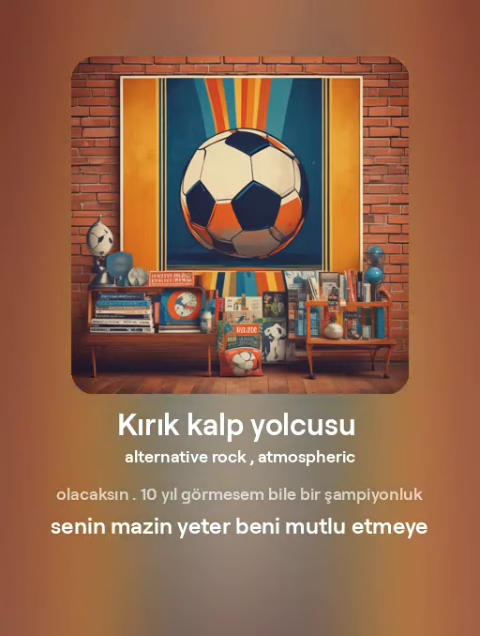 Kırık kalp yolcusu
alternative rock , atmospheric
olacaksın . 10 yıl görmesem bile bir şampiyonluk
senin mazin yeter beni mutlu etmeye